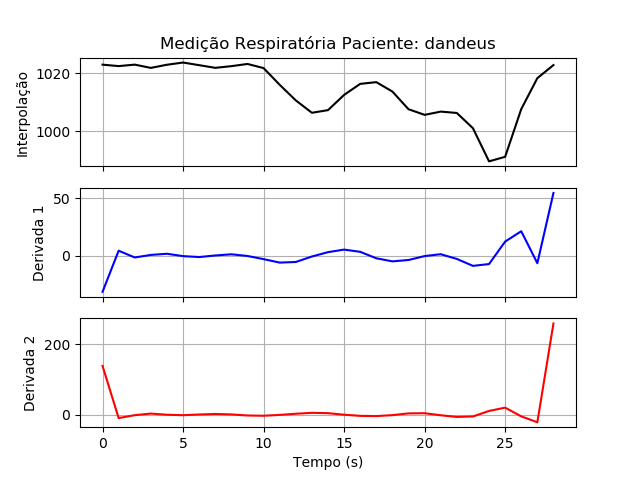 Medição Respiratória Paciente: dandeus
Interpolação
1020
1000
Derivada 1
50
0
Derivada 2
200
0
0 5 10 15 20 25
Tempo (s)